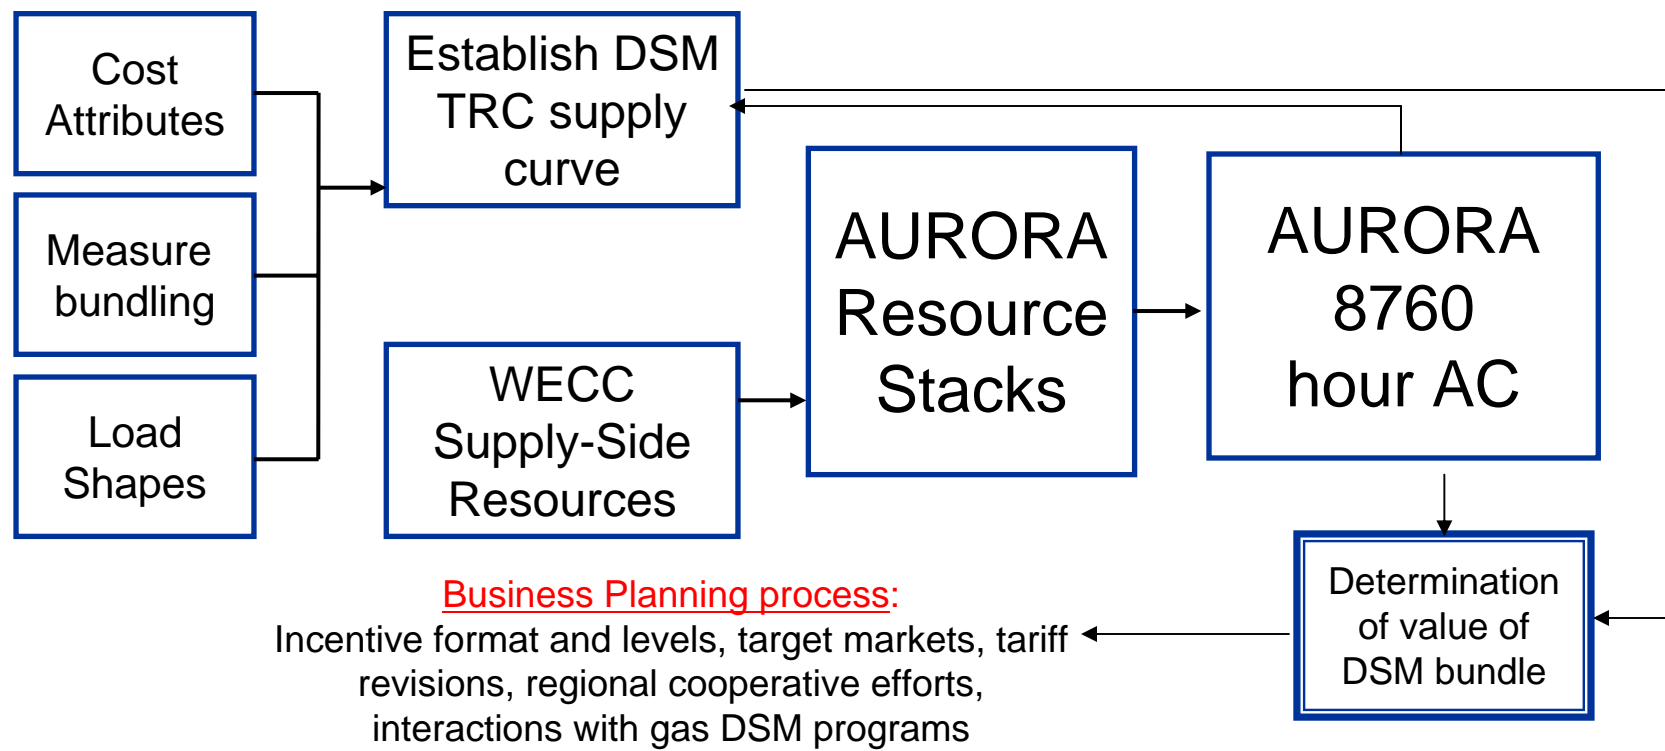 Cost
Attributes
Measure
bundling
Load
Shapes
Establish DSM
TRC supply
curve
WECC
Supply-Side
Resources
AURORA
Resource
Stacks
AURORA
8760
hour AC
Determination
of value of
DSM bundle
Business Planning process:
Incentive format and levels, target markets, tariff
revisions, regional cooperative efforts,
interactions with gas DSM programs